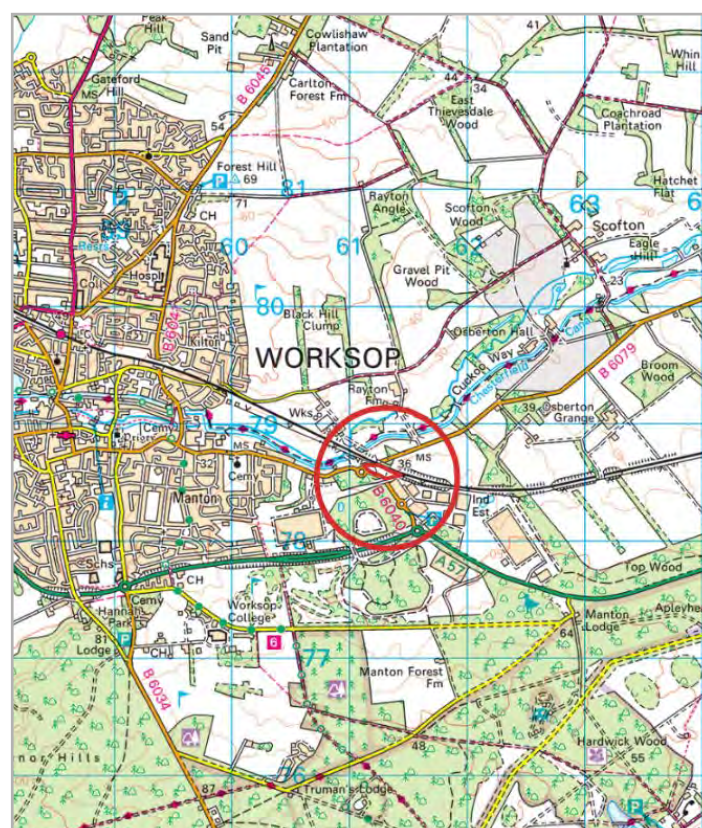 Peak
Hill
Sand
Pit
Cowlishaw
Plantation
41
Whin
Hill
Gateford
Hill
MS
B 6045
Carlton
Forest Fm
44
34
East
Thievesdale
Wood
Coachroad
Plantation
54
50
Forest Hill
P
69
81
71
CH
60
Rayton
Angle
61
Scofton
Wood
62
63
Hatchet
Flat
Scofton
Eagle
Hill
Hospl
Gravel Pit
Wood
23
80
Black Hill
Clump
Osberton Hall
Canal
Kilton
B 6041
WORKSOP
Cuckoo Way
Chesterfield
B 6079
Broom
Wood
Rayton
Fm
Wks
79
39
Osberton
Grange
Cemy
Priory
MS
32
Cemy
36
MS
Manton
B6040
Ind
Est
78
A57
Schs
CH
Top Wood
Cemy
Hannah
Park
Worksop
College
Manton
Lodge
Apleyhe
81
Lodge
P
CH
6
77
64
Manton Forest
Fm
B 6034
48
Hardwick Wood
55
nor Hills
76
87
Truman's Lodge
P